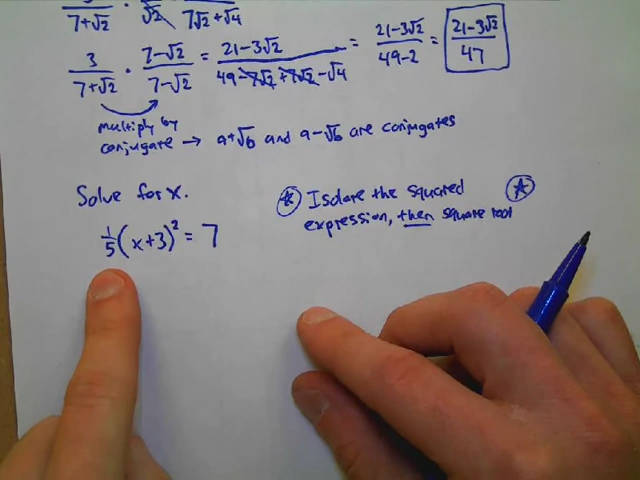 3/(7+√2) · √2 7√2+√4
3/(7+√2) · (7-√2)/(7-√2) = (21-3√2)/(49-7√2+7√2-√4) = (21-3√2)/(49-2) = (21-3√2)/47
multiply by
conjugate → a+√b and a-√b are conjugates
Solve for x.
1/5(x+3)² = 7
Isolate the squared
expression, then square root